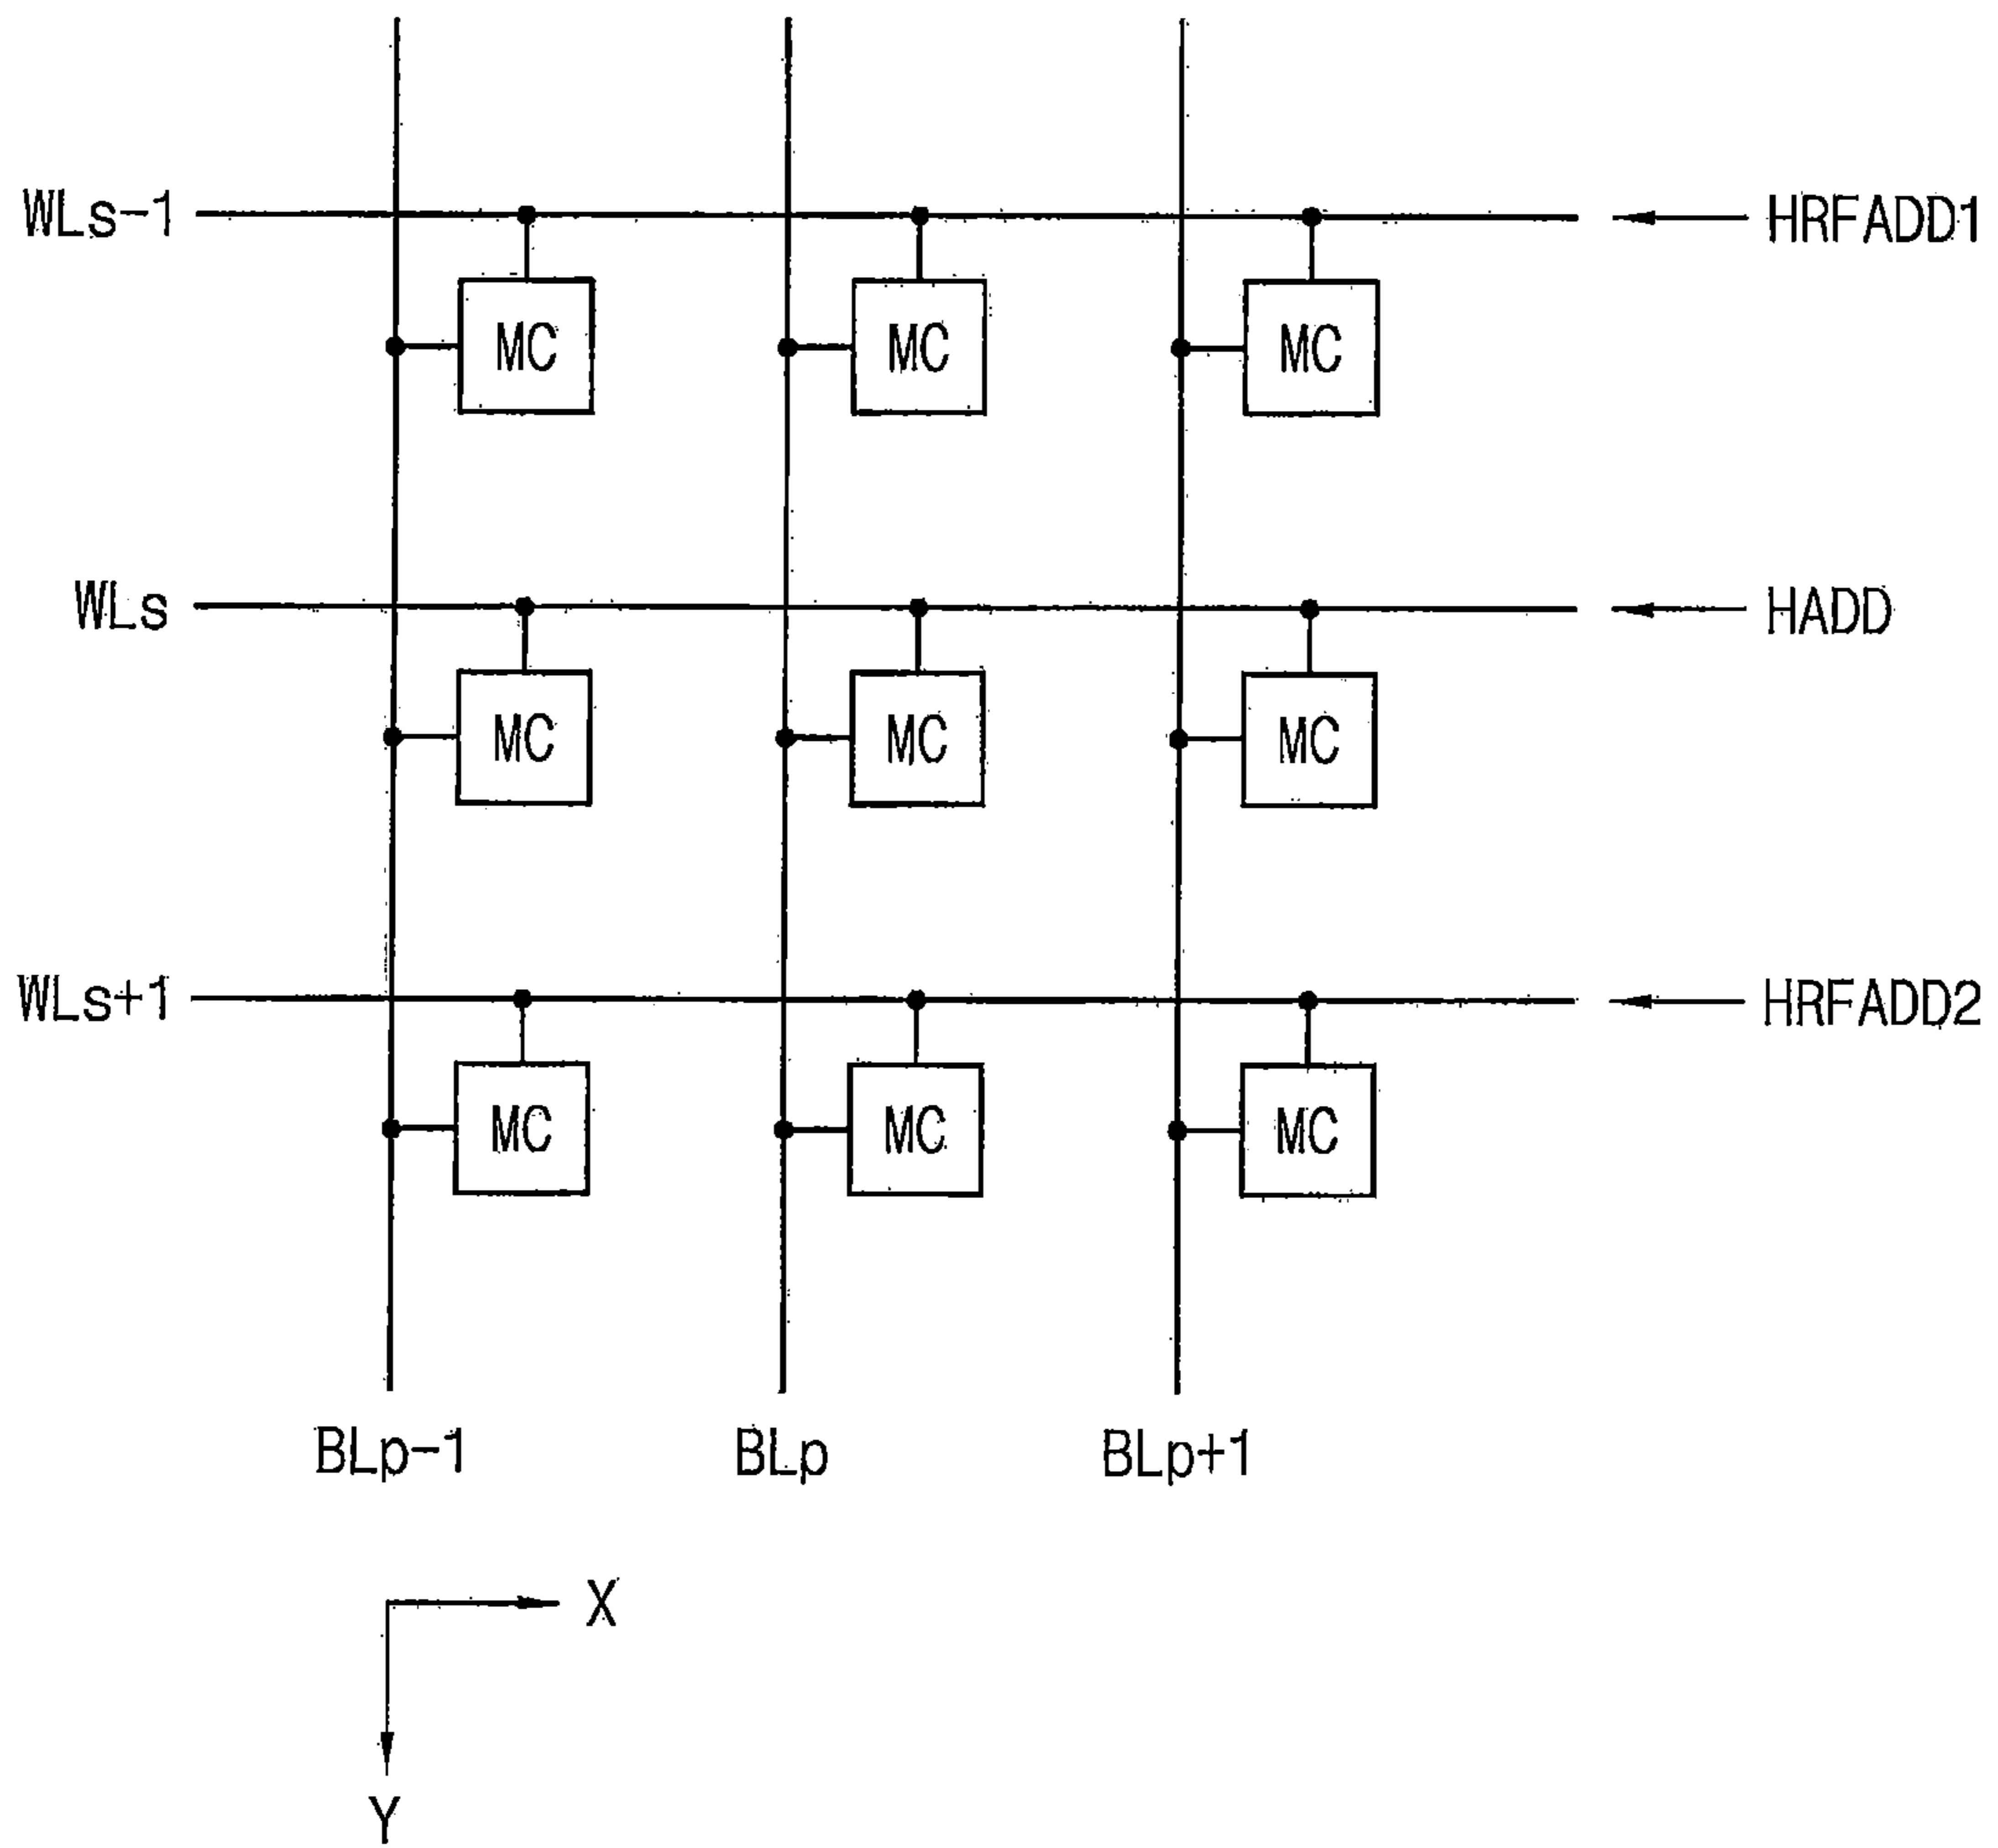 WLs-1 HRFADD1
MC MC MC
WLs HADD
MC MC MC
WLs+1 HRFADD2
MC MC MC
BLp-1 BLp BLp+1
X
Y